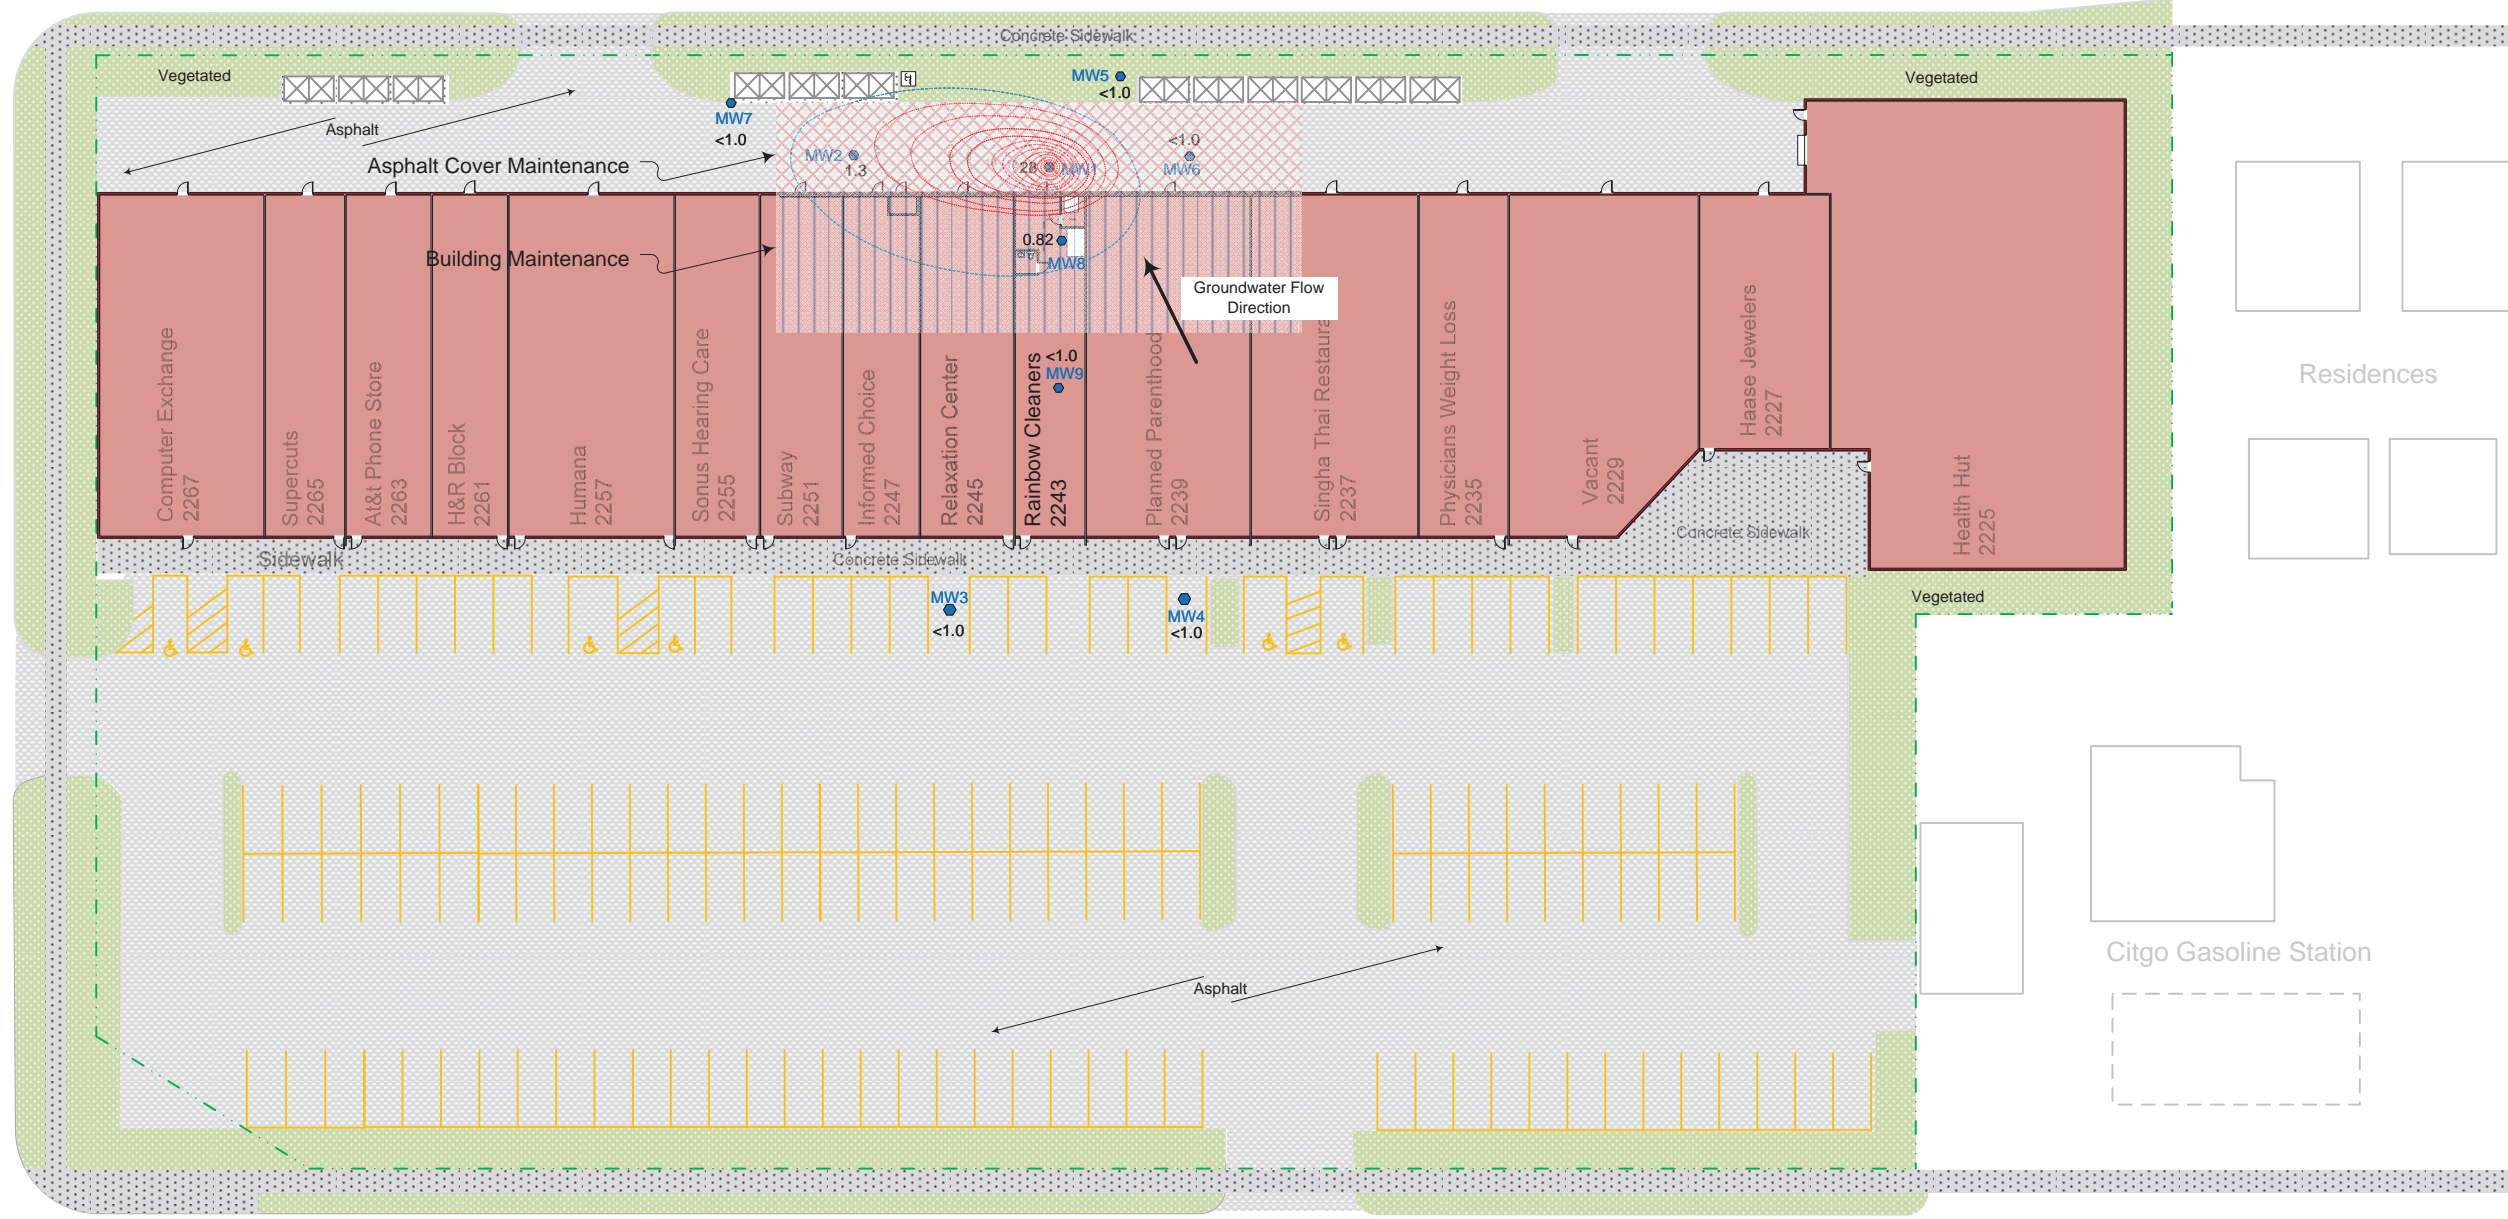 Concrete Sidewalk
Vegetated
MW5
<1.0
Vegetated
MW7
<1.0
Asphalt
Asphalt Cover Maintenance
MW2
1.3
28
MW1
<1.0
MW6
Building Maintenance
0.82
MW8
Groundwater Flow
Direction
<1.0
MW9
Computer Exchange
2267
Supercuts
2265
At&t Phone Store
2263
H&R Block
2261
Humana
2257
Sonus Hearing Care
2255
Subway
2251
Informed Choice
2247
Relaxation Center
2245
Rainbow Cleaners
2243
Planned Parenthood
2239
Singha Thai Restaura
2237
Physicians Weight Loss
2235
Vacant
2229
Haase Jewelers
2227
Health Hut
2225
Residences
Sidewalk
Concrete Sidewalk
Concrete Sidewalk
MW3
<1.0
MW4
<1.0
Vegetated
Asphalt
Citgo Gasoline Station